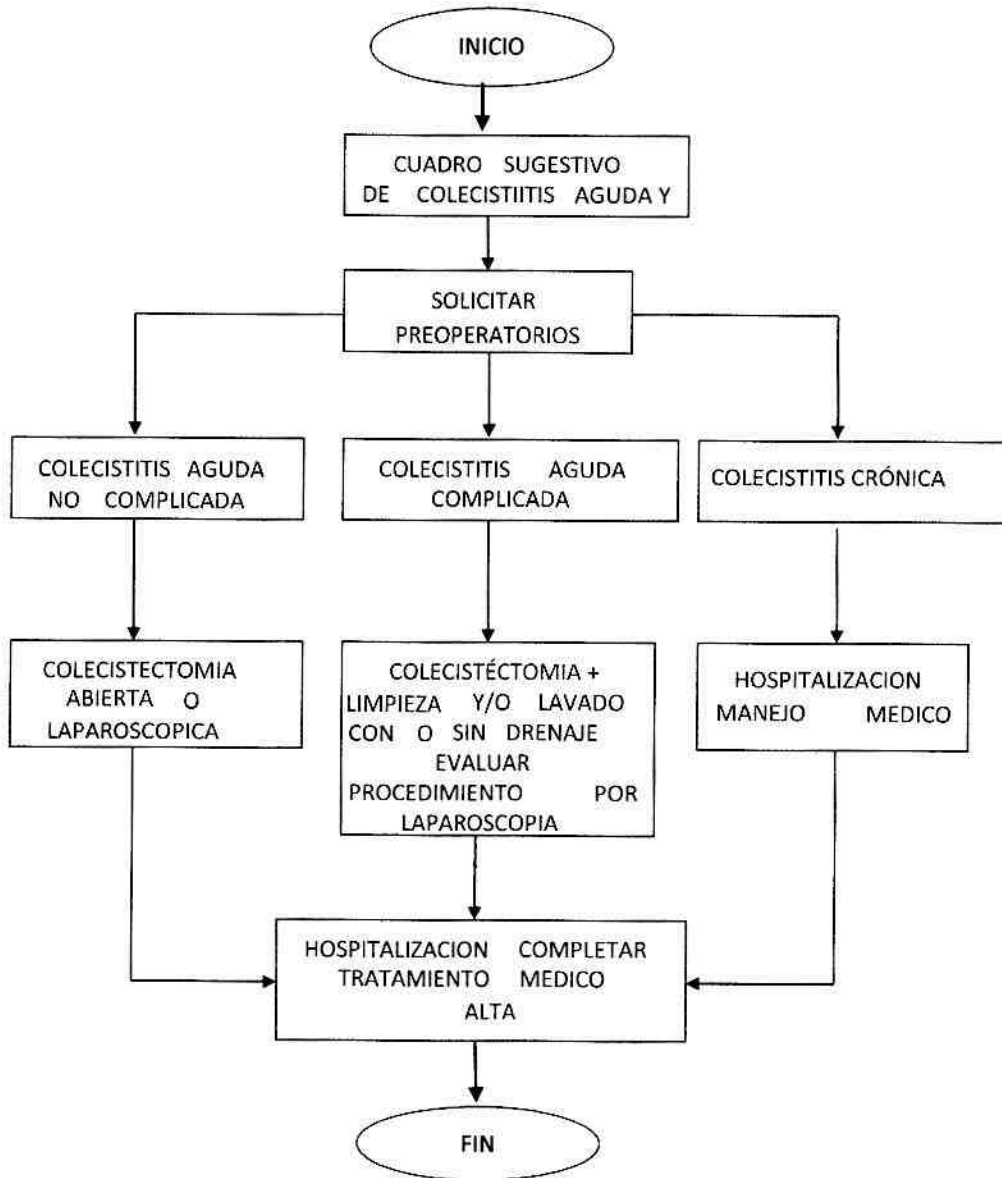 INICIO
CUADRO SUGESTIVO
DE COLECISTIITIS AGUDA Y
SOLICITAR
PREOPERATORIOS
COLECISTITIS AGUDA
NO COMPLICADA
COLECISTITIS AGUDA
COMPLICADA
COLECISTITIS CRÓNICA
COLECISTECTOMIA
ABIERTA O
LAPAROSCOPICA
COLECISTÉCTOMIA +
LIMPIEZA Y/O LAVADO
CON O SIN DRENAJE
EVALUAR
PROCEDIMIENTO POR
LAPAROSCOPIA
HOSPITALIZACION
MANEJO MEDICO
HOSPITALIZACION COMPLETAR
TRATAMIENTO MEDICO
ALTA
FIN